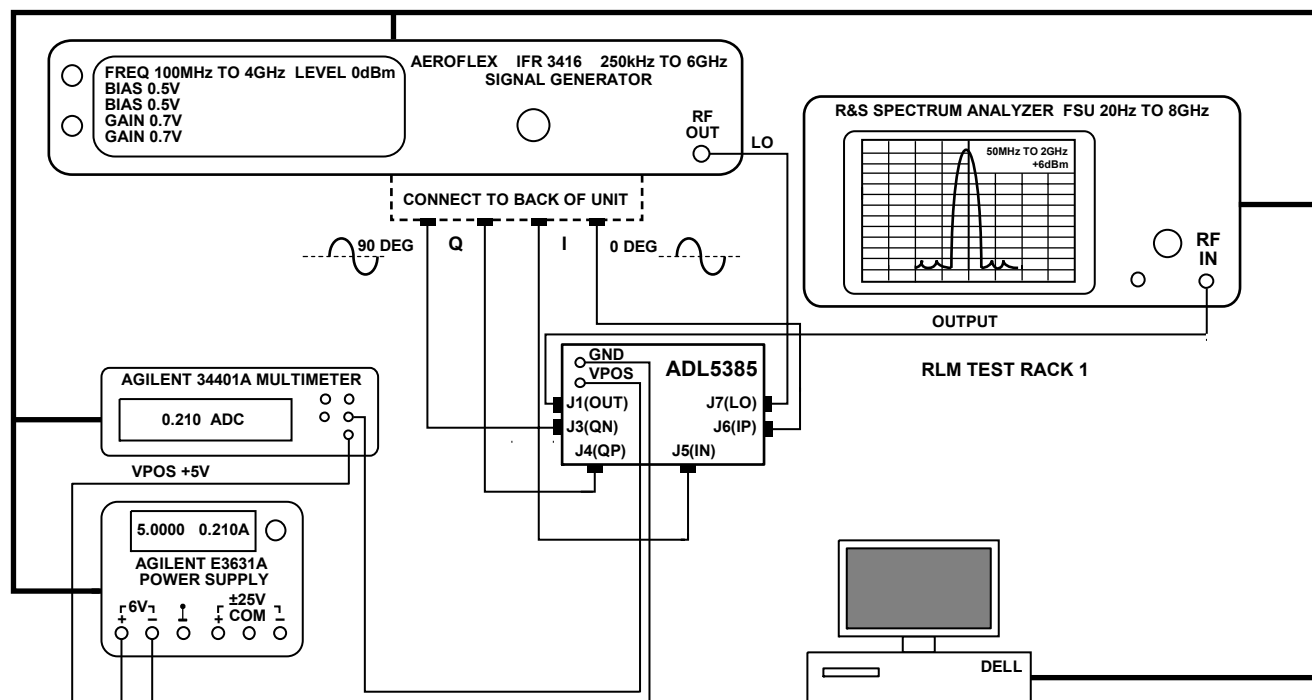 AEROFLEX IFR 3416 250kHz TO 6GHz
SIGNAL GENERATOR
FREQ 100MHz TO 4GHz LEVEL 0dBm
BIAS 0.5V
BIAS 0.5V
GAIN 0.7V
GAIN 0.7V
RF
OUT
LO
R&S SPECTRUM ANALYZER FSU 20Hz TO 8GHz
50MHz TO 2GHz
+6dBm
RF
IN
CONNECT TO BACK OF UNIT
90 DEG
Q
I
0 DEG
OUTPUT
RLM TEST RACK 1
GND
VPOS
ADL5385
J1(OUT)
J7(LO)
J3(QN)
J6(IP)
J4(QP)
J5(IN)
AGILENT 34401A MULTIMETER
0.210 ADC
VPOS +5V
5.0000 0.210A
AGILENT E3631A
POWER SUPPLY
6V
+
–
±25V
COM
+
–
DELL